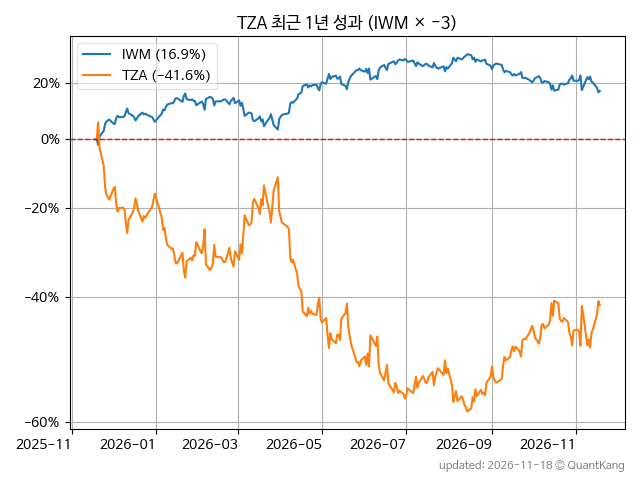 TZA 최근 1년 성과 (IWM × −3)
IWM (16.9%)
TZA (−41.6%)
20%
0%
−20%
−40%
−60%
2025-11 2026-01 2026-03 2026-05 2026-07 2026-09 2026-11
updated: 2026-11-18 © QuantKang